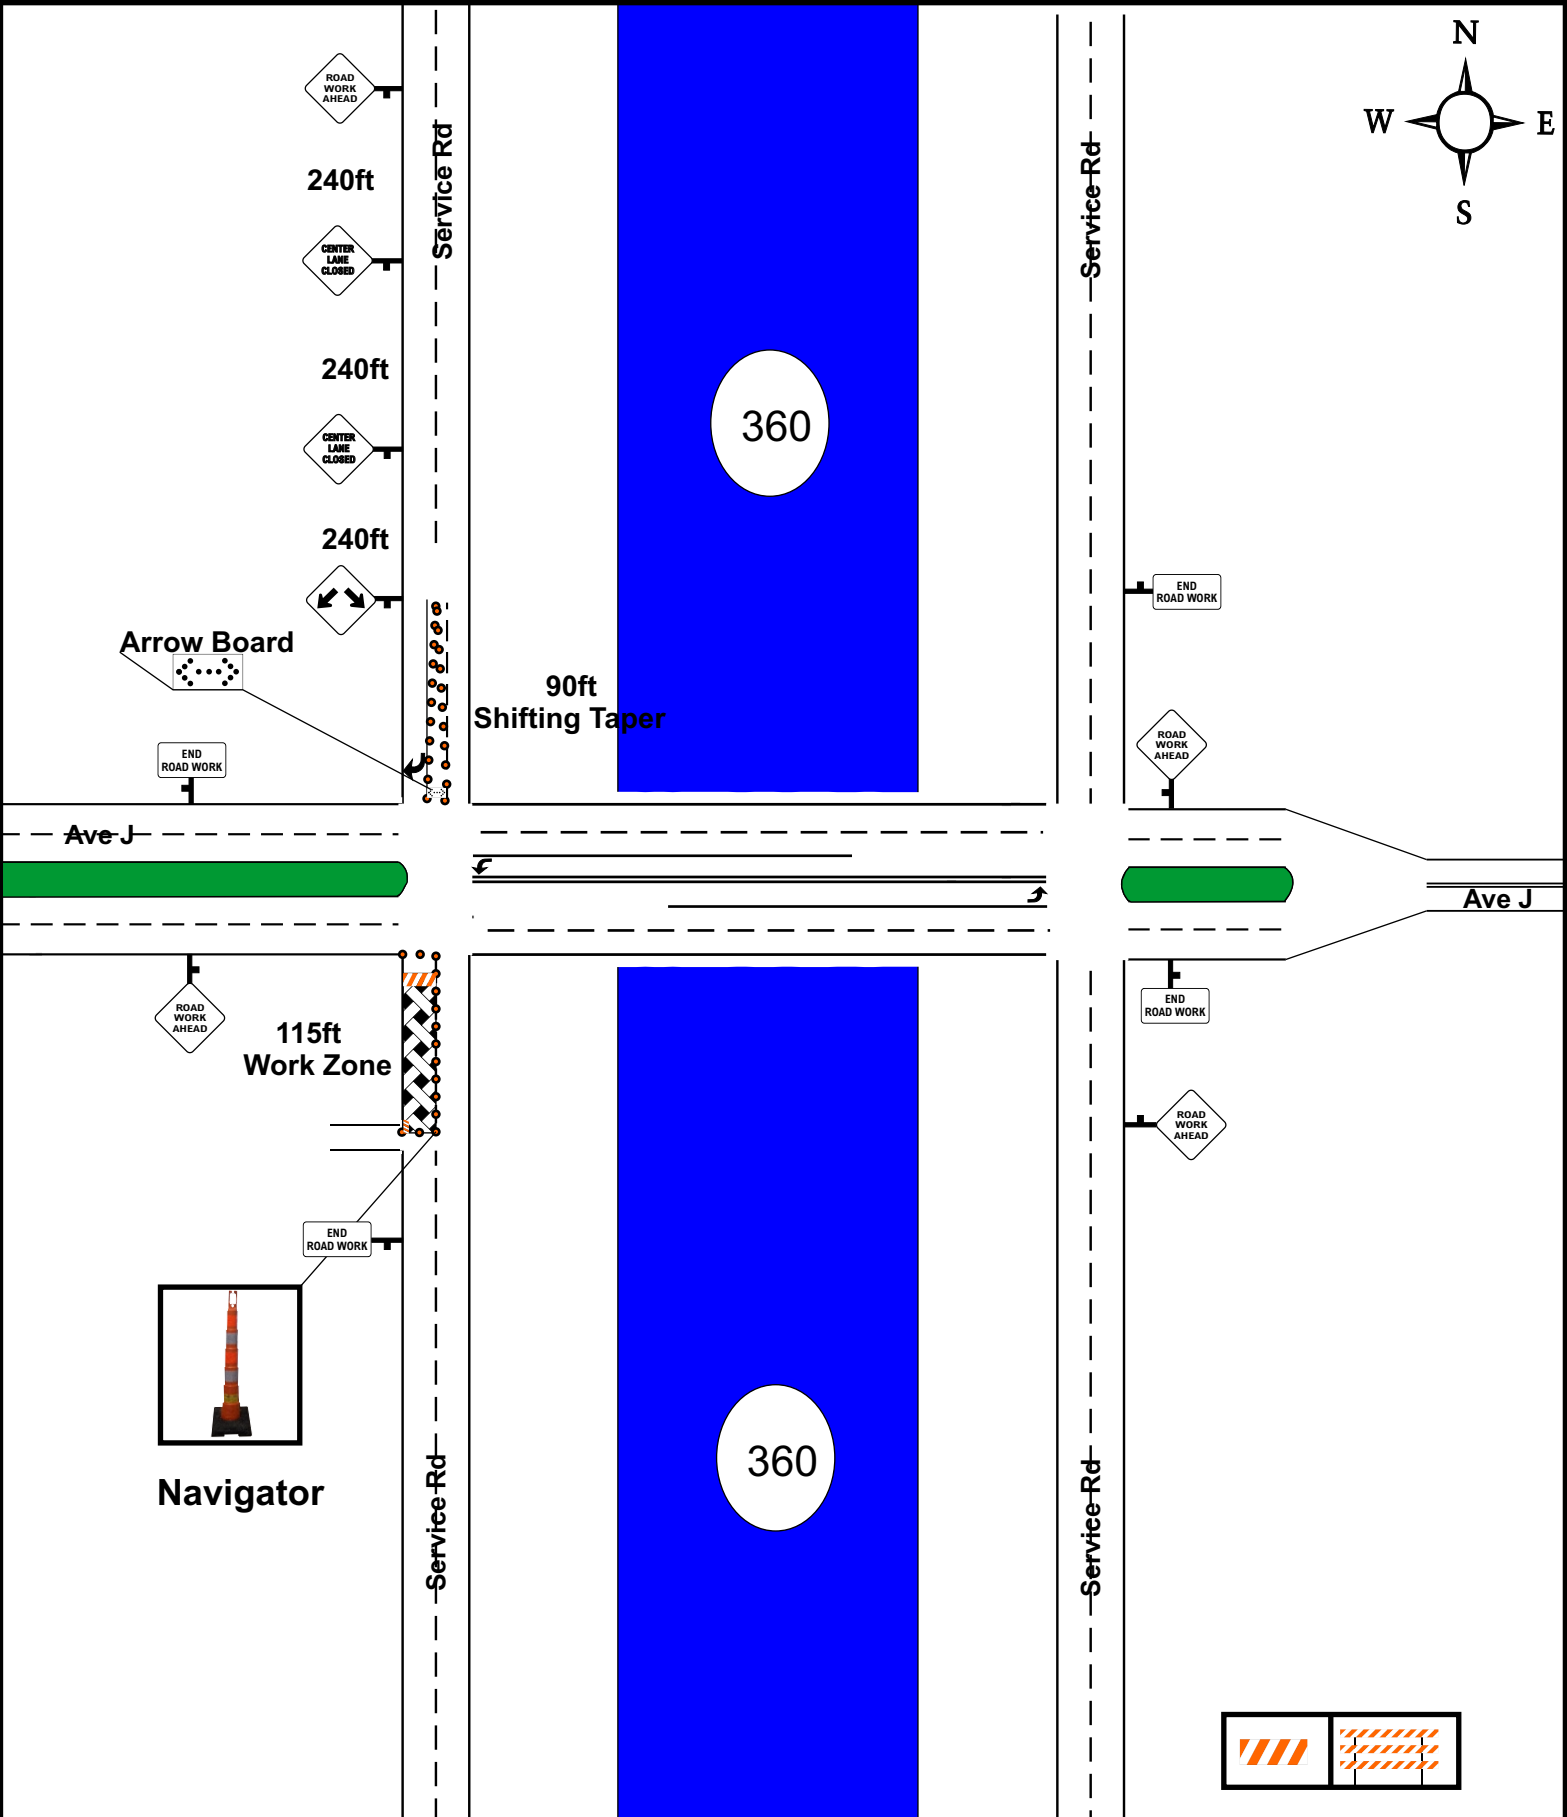 N
W
E
S
ROAD
WORK
AHEAD
240ft
Service Rd
Service Rd
CENTER
LANE
CLOSED
240ft
360
CENTER
LANE
CLOSED
240ft
END
ROAD WORK
Arrow Board
90ft
Shifting Taper
END
ROAD WORK
ROAD
WORK
AHEAD
Ave J
Ave J
ROAD
WORK
AHEAD
END
ROAD WORK
115ft
Work Zone
ROAD
WORK
AHEAD
END
ROAD WORK
360
Navigator
Service Rd
Service Rd